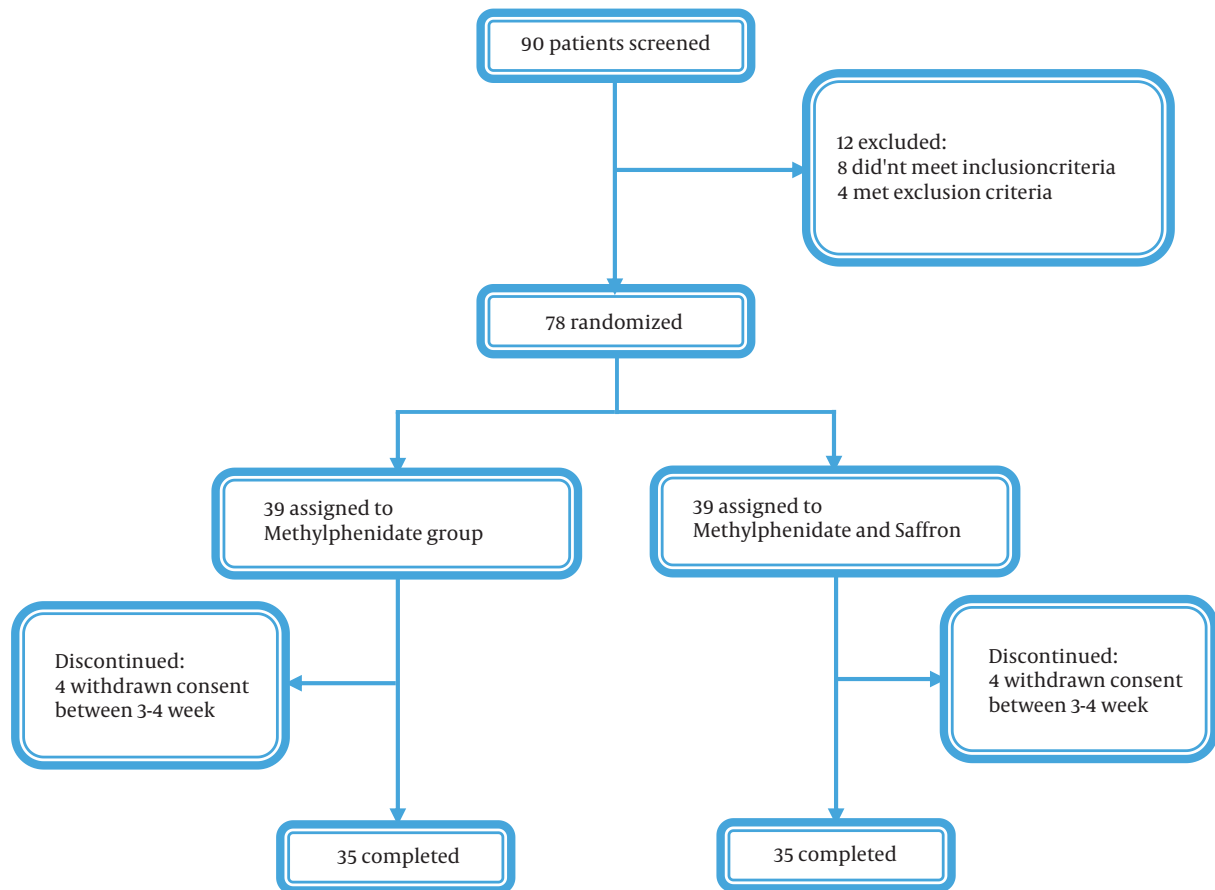 90 patients screened
12 excluded:
8 did'nt meet inclusioncriteria
4 met exclusion criteria
78 randomized
39 assigned to
Methylphenidate group
39 assigned to
Methylphenidate and Saffron
Discontinued:
4 withdrawn consent
between 3-4 week
Discontinued:
4 withdrawn consent
between 3-4 week
35 completed
35 completed